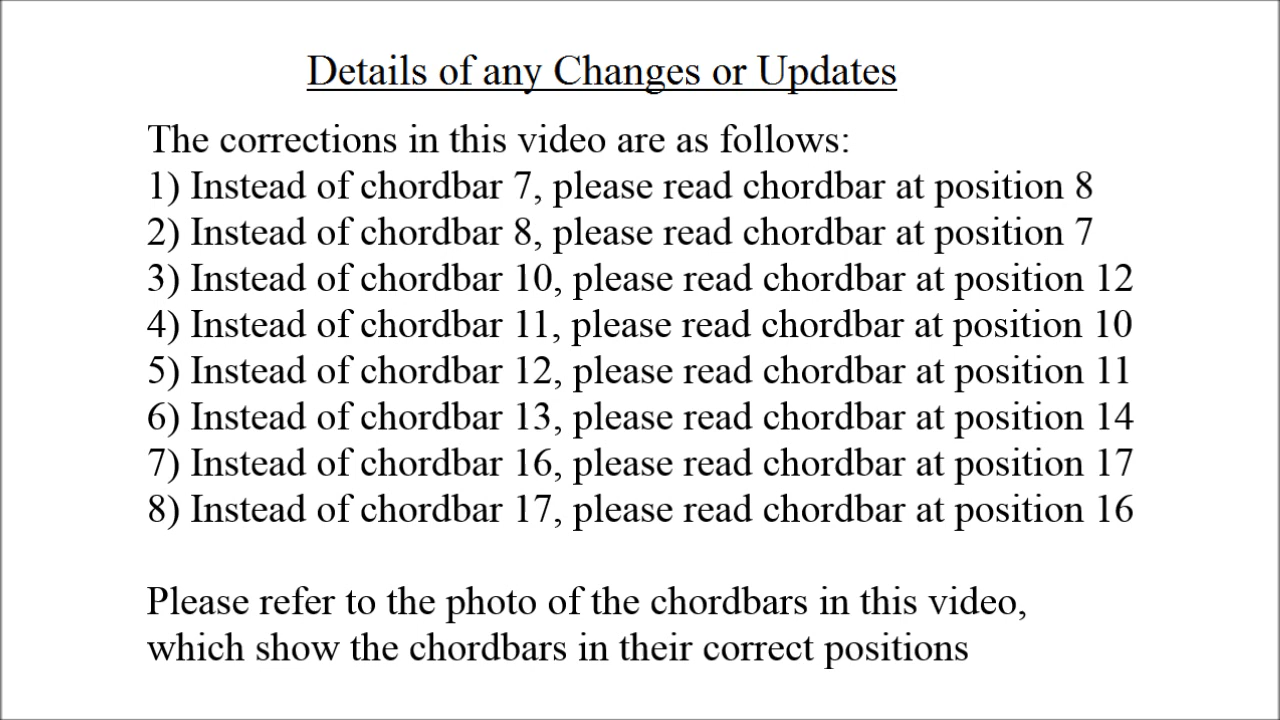 Details of any Changes or Updates
The corrections in this video are as follows:
1) Instead of chordbar 7, please read chordbar at position 8
2) Instead of chordbar 8, please read chordbar at position 7
3) Instead of chordbar 10, please read chordbar at position 12
4) Instead of chordbar 11, please read chordbar at position 10
5) Instead of chordbar 12, please read chordbar at position 11
6) Instead of chordbar 13, please read chordbar at position 14
7) Instead of chordbar 16, please read chordbar at position 17
8) Instead of chordbar 17, please read chordbar at position 16
Please refer to the photo of the chordbars in this video,
which show the chordbars in their correct positions